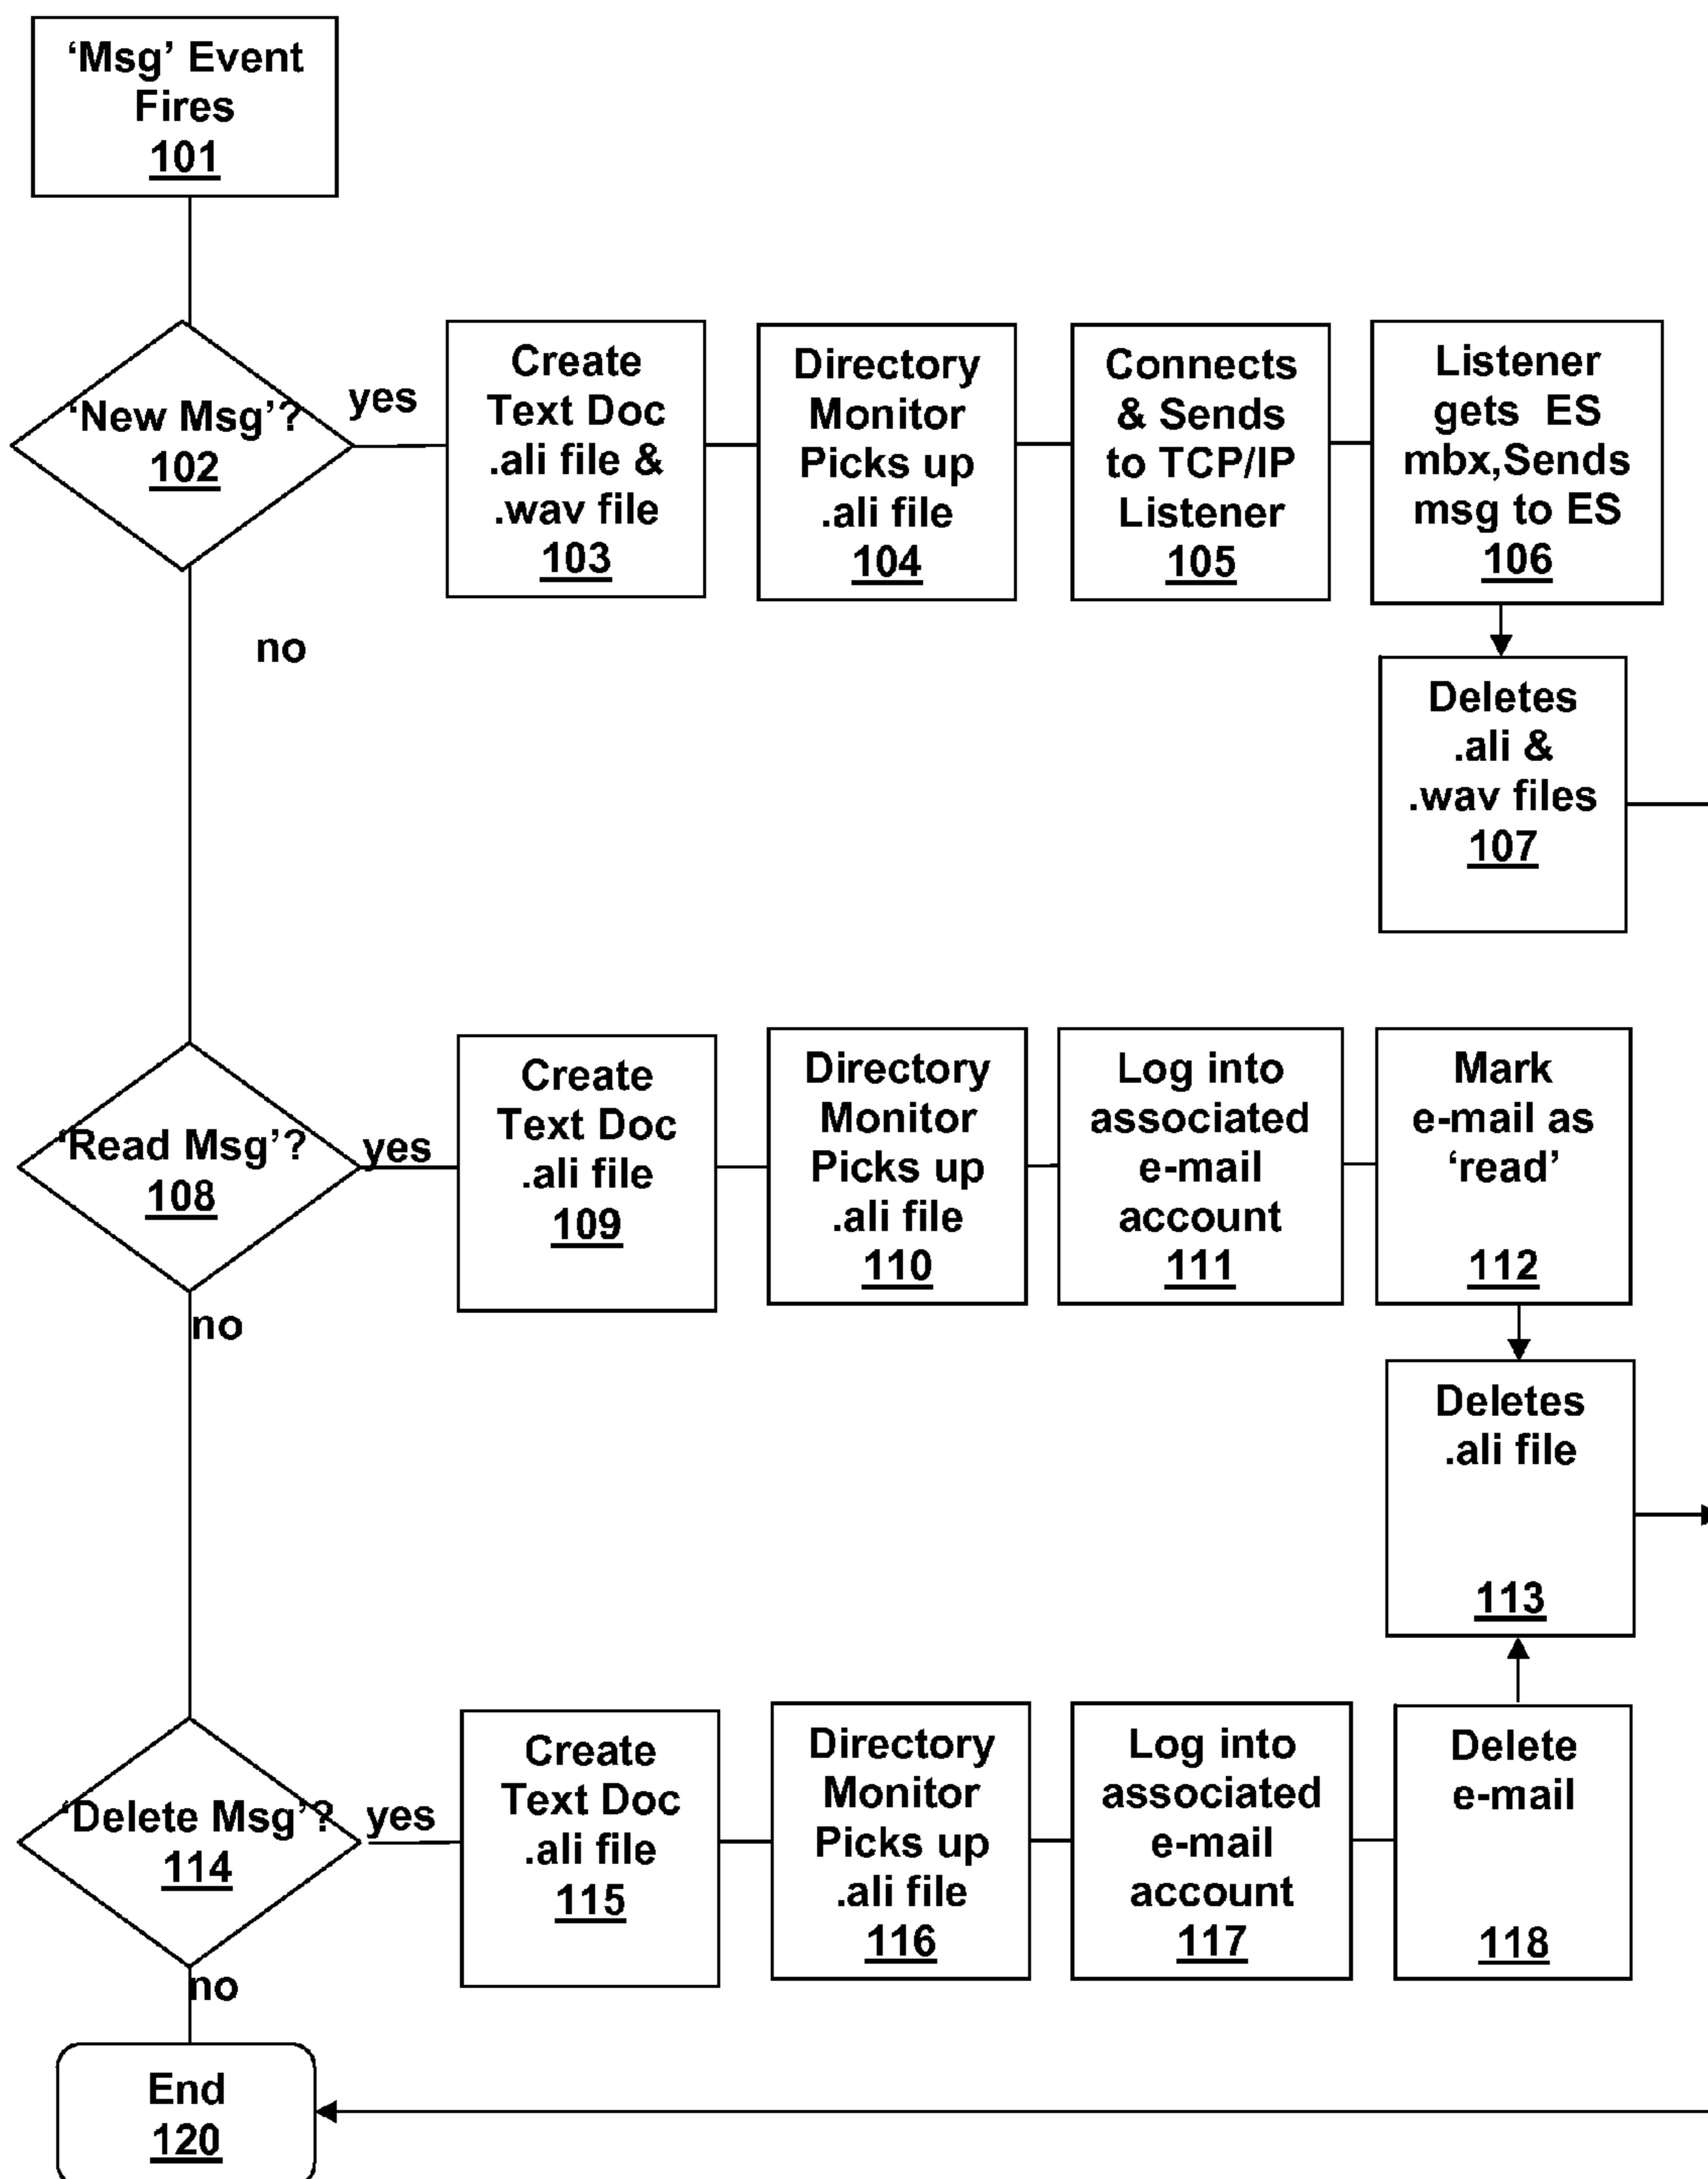 ‘Msg’ Event
Fires
101
‘New Msg’?
102
yes
no
Create
Text Doc
.ali file &
.wav file
103
Directory
Monitor
Picks up
.ali file
104
Connects
& Sends
to TCP/IP
Listener
105
Listener
gets ES
mbx,Sends
msg to ES
106
Deletes
.ali &
.wav files
107
‘Read Msg’?
108
yes
no
Create
Text Doc
.ali file
109
Directory
Monitor
Picks up
.ali file
110
Log into
associated
e-mail
account
111
Mark
e-mail as
‘read’
112
Deletes
.ali file
113
‘Delete Msg’?
114
yes
no
Create
Text Doc
.ali file
115
Directory
Monitor
Picks up
.ali file
116
Log into
associated
e-mail
account
117
Delete
e-mail
118
End
120